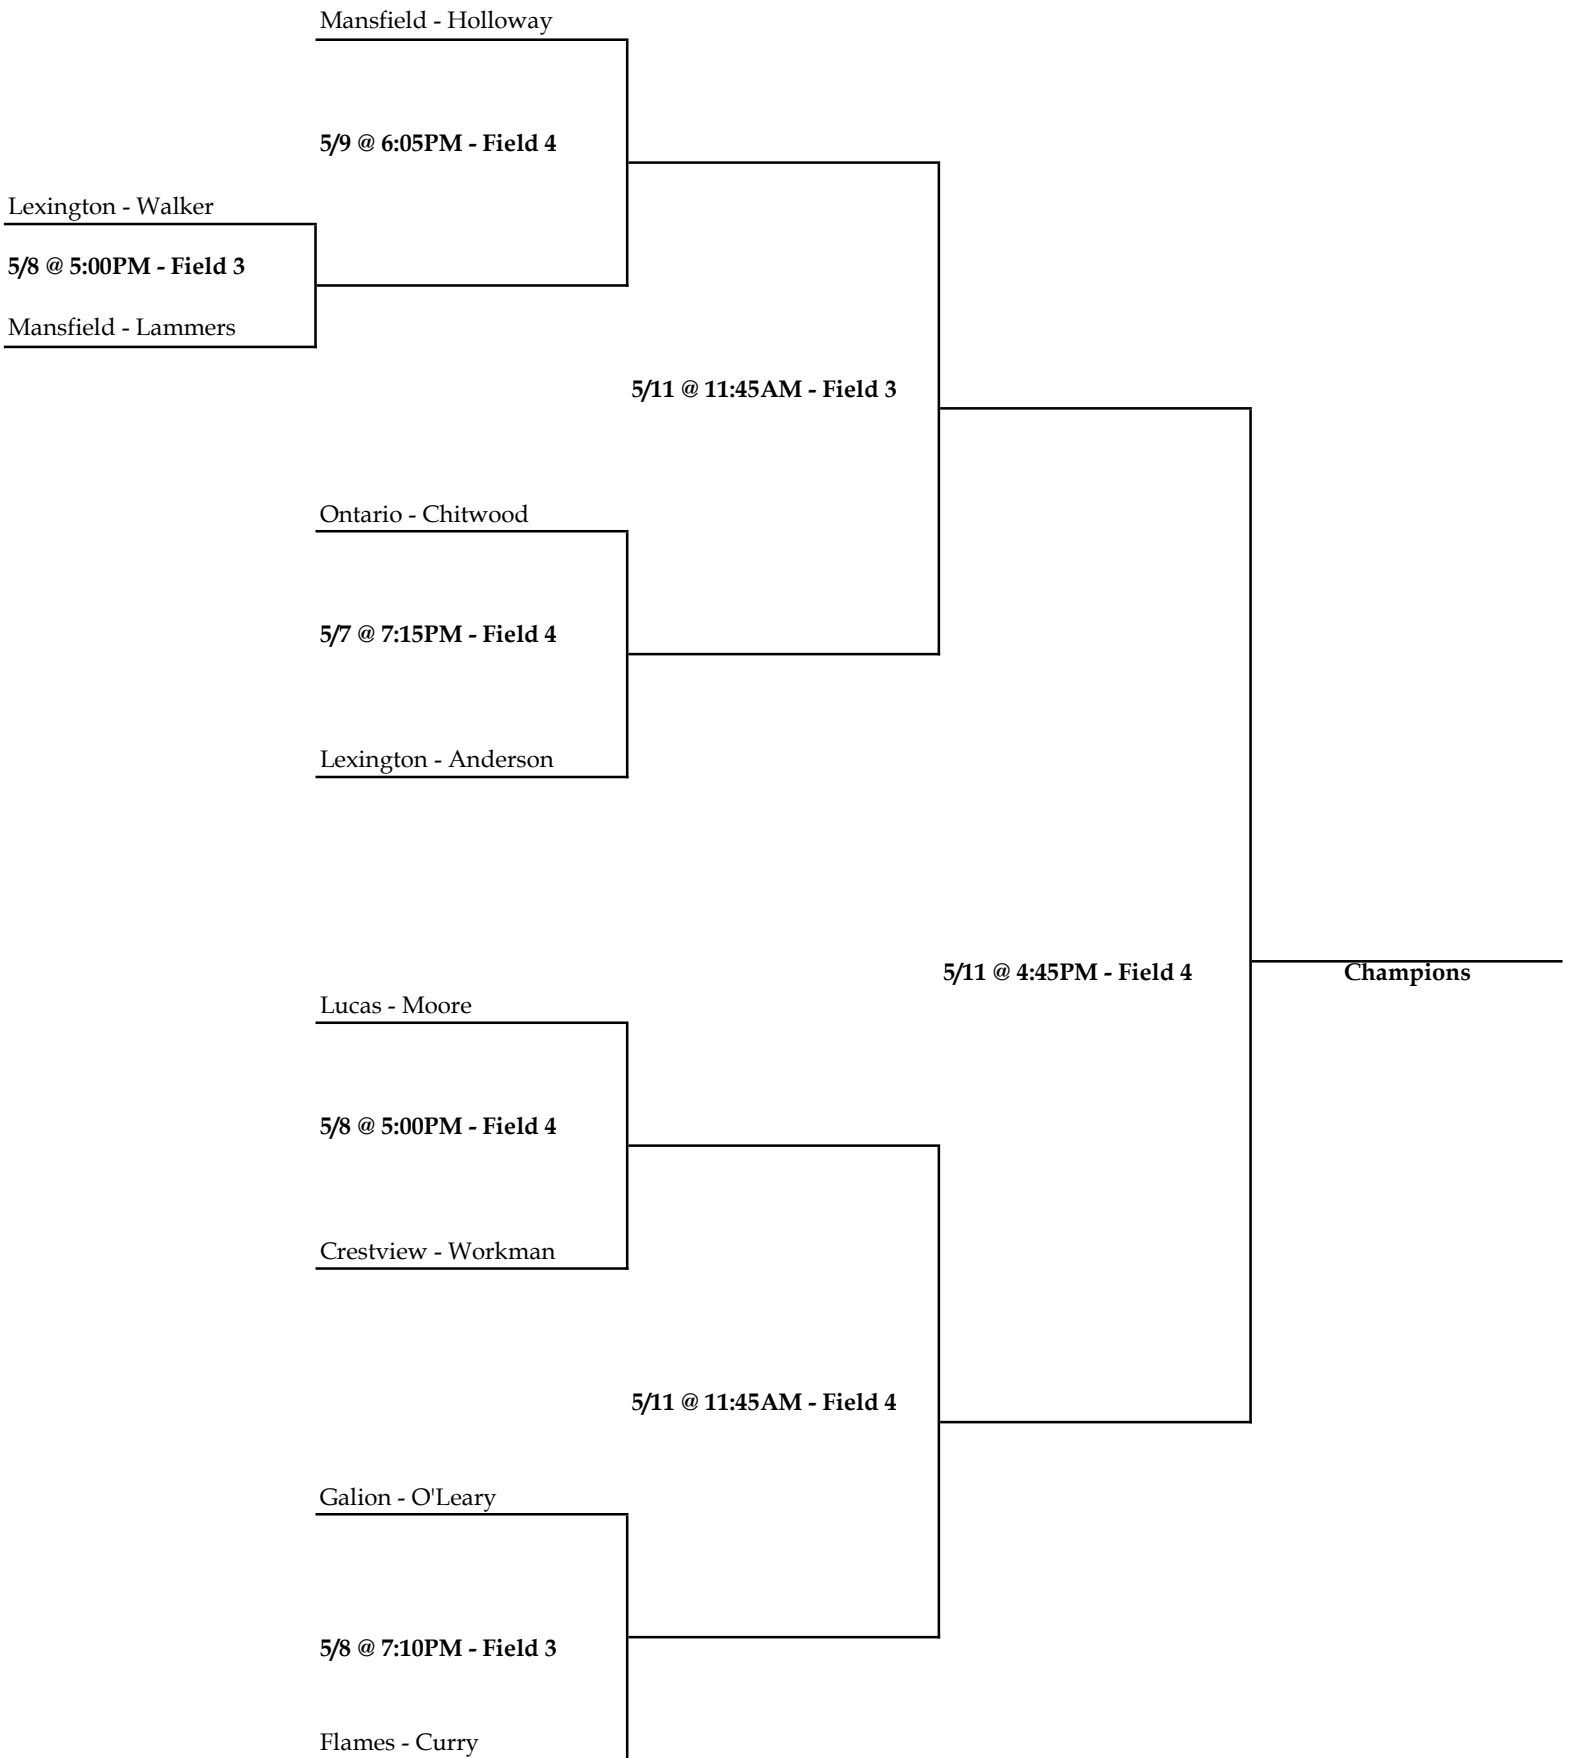 Mansfield - Holloway
5/9 @ 6:05PM - Field 4
Lexington - Walker
5/8 @ 5:00PM - Field 3
Mansfield - Lammers
5/11 @ 11:45AM - Field 3
Ontario - Chitwood
5/7 @ 7:15PM - Field 4
Lexington - Anderson
5/11 @ 4:45PM - Field 4
Champions
Lucas - Moore
5/8 @ 5:00PM - Field 4
Crestview - Workman
5/11 @ 11:45AM - Field 4
Galion - O'Leary
5/8 @ 7:10PM - Field 3
Flames - Curry